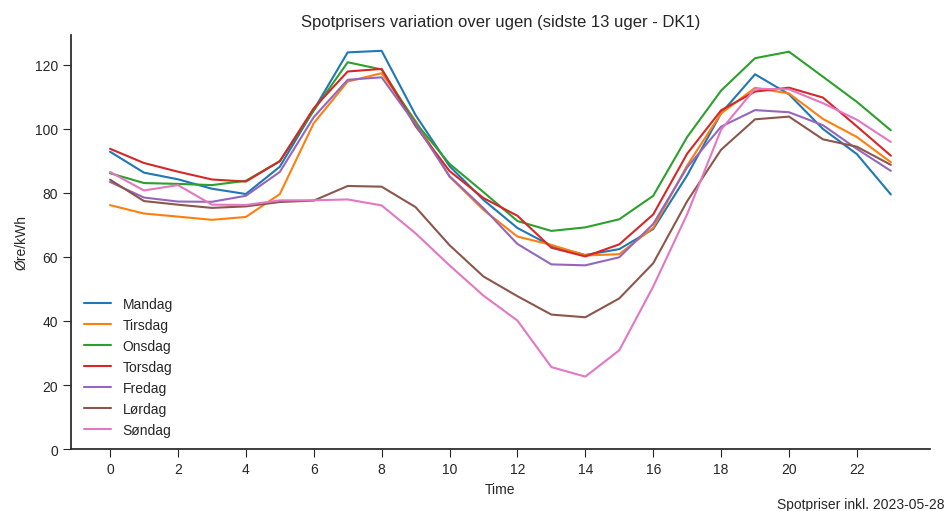 Spotprisers variation over ugen (sidste 13 uger - DK1)
Øre/kWh
120
100
80
60
40
20
0
Mandag
Tirsdag
Onsdag
Torsdag
Fredag
Lørdag
Søndag
0 2 4 6 8 10 12 14 16 18 20 22
Time
Spotpriser inkl. 2023-05-28